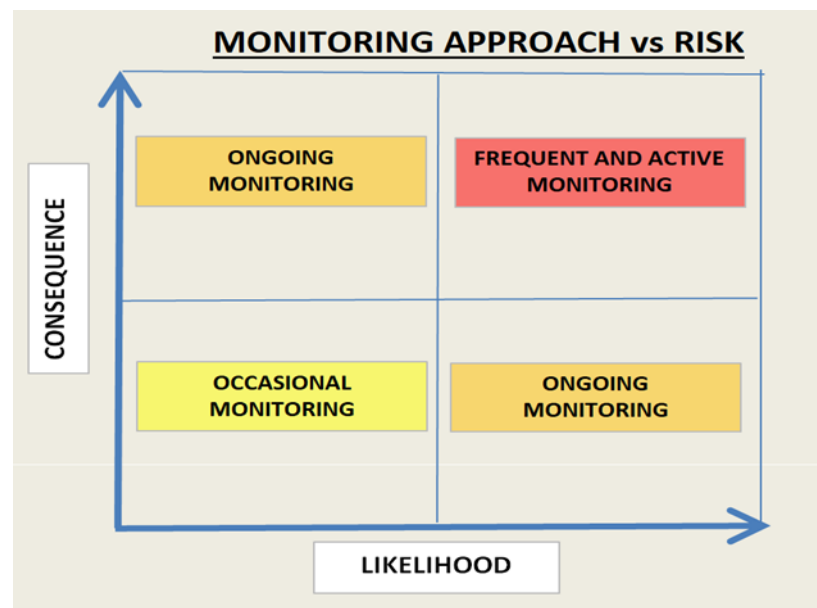 MONITORING APPROACH vs RISK
ONGOING
MONITORING
FREQUENT AND ACTIVE
MONITORING
CONSEQUENCE
OCCASIONAL
MONITORING
ONGOING
MONITORING
LIKELIHOOD